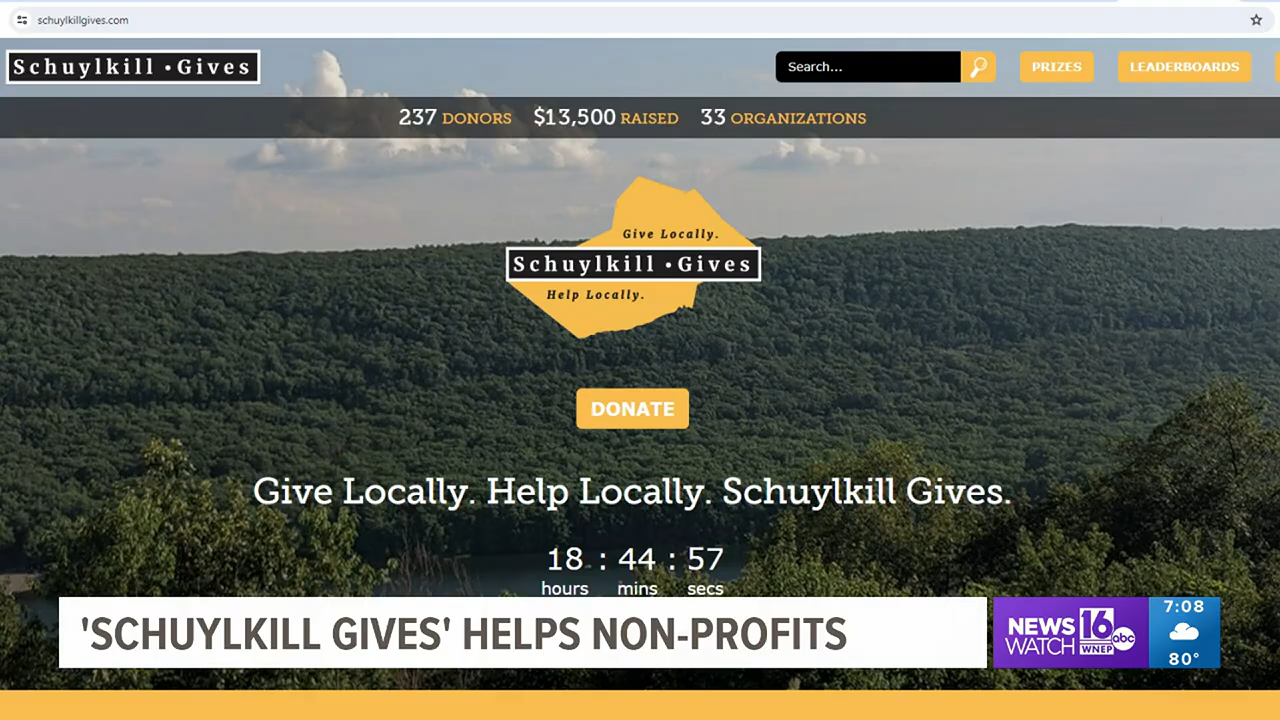 schuylkillgives.com
Schuylkill • Gives
Search...
PRIZES
LEADERBOARDS
237 DONORS $13,500 RAISED 33 ORGANIZATIONS
Give Locally.
Schuylkill • Gives
Help Locally.
DONATE
Give Locally. Help Locally. Schuylkill Gives.
18 : 44 : 57
hours mins secs
'SCHUYLKILL GIVES' HELPS NON-PROFITS
NEWS
WATCH
16
WNEP
abc
7:08
80°